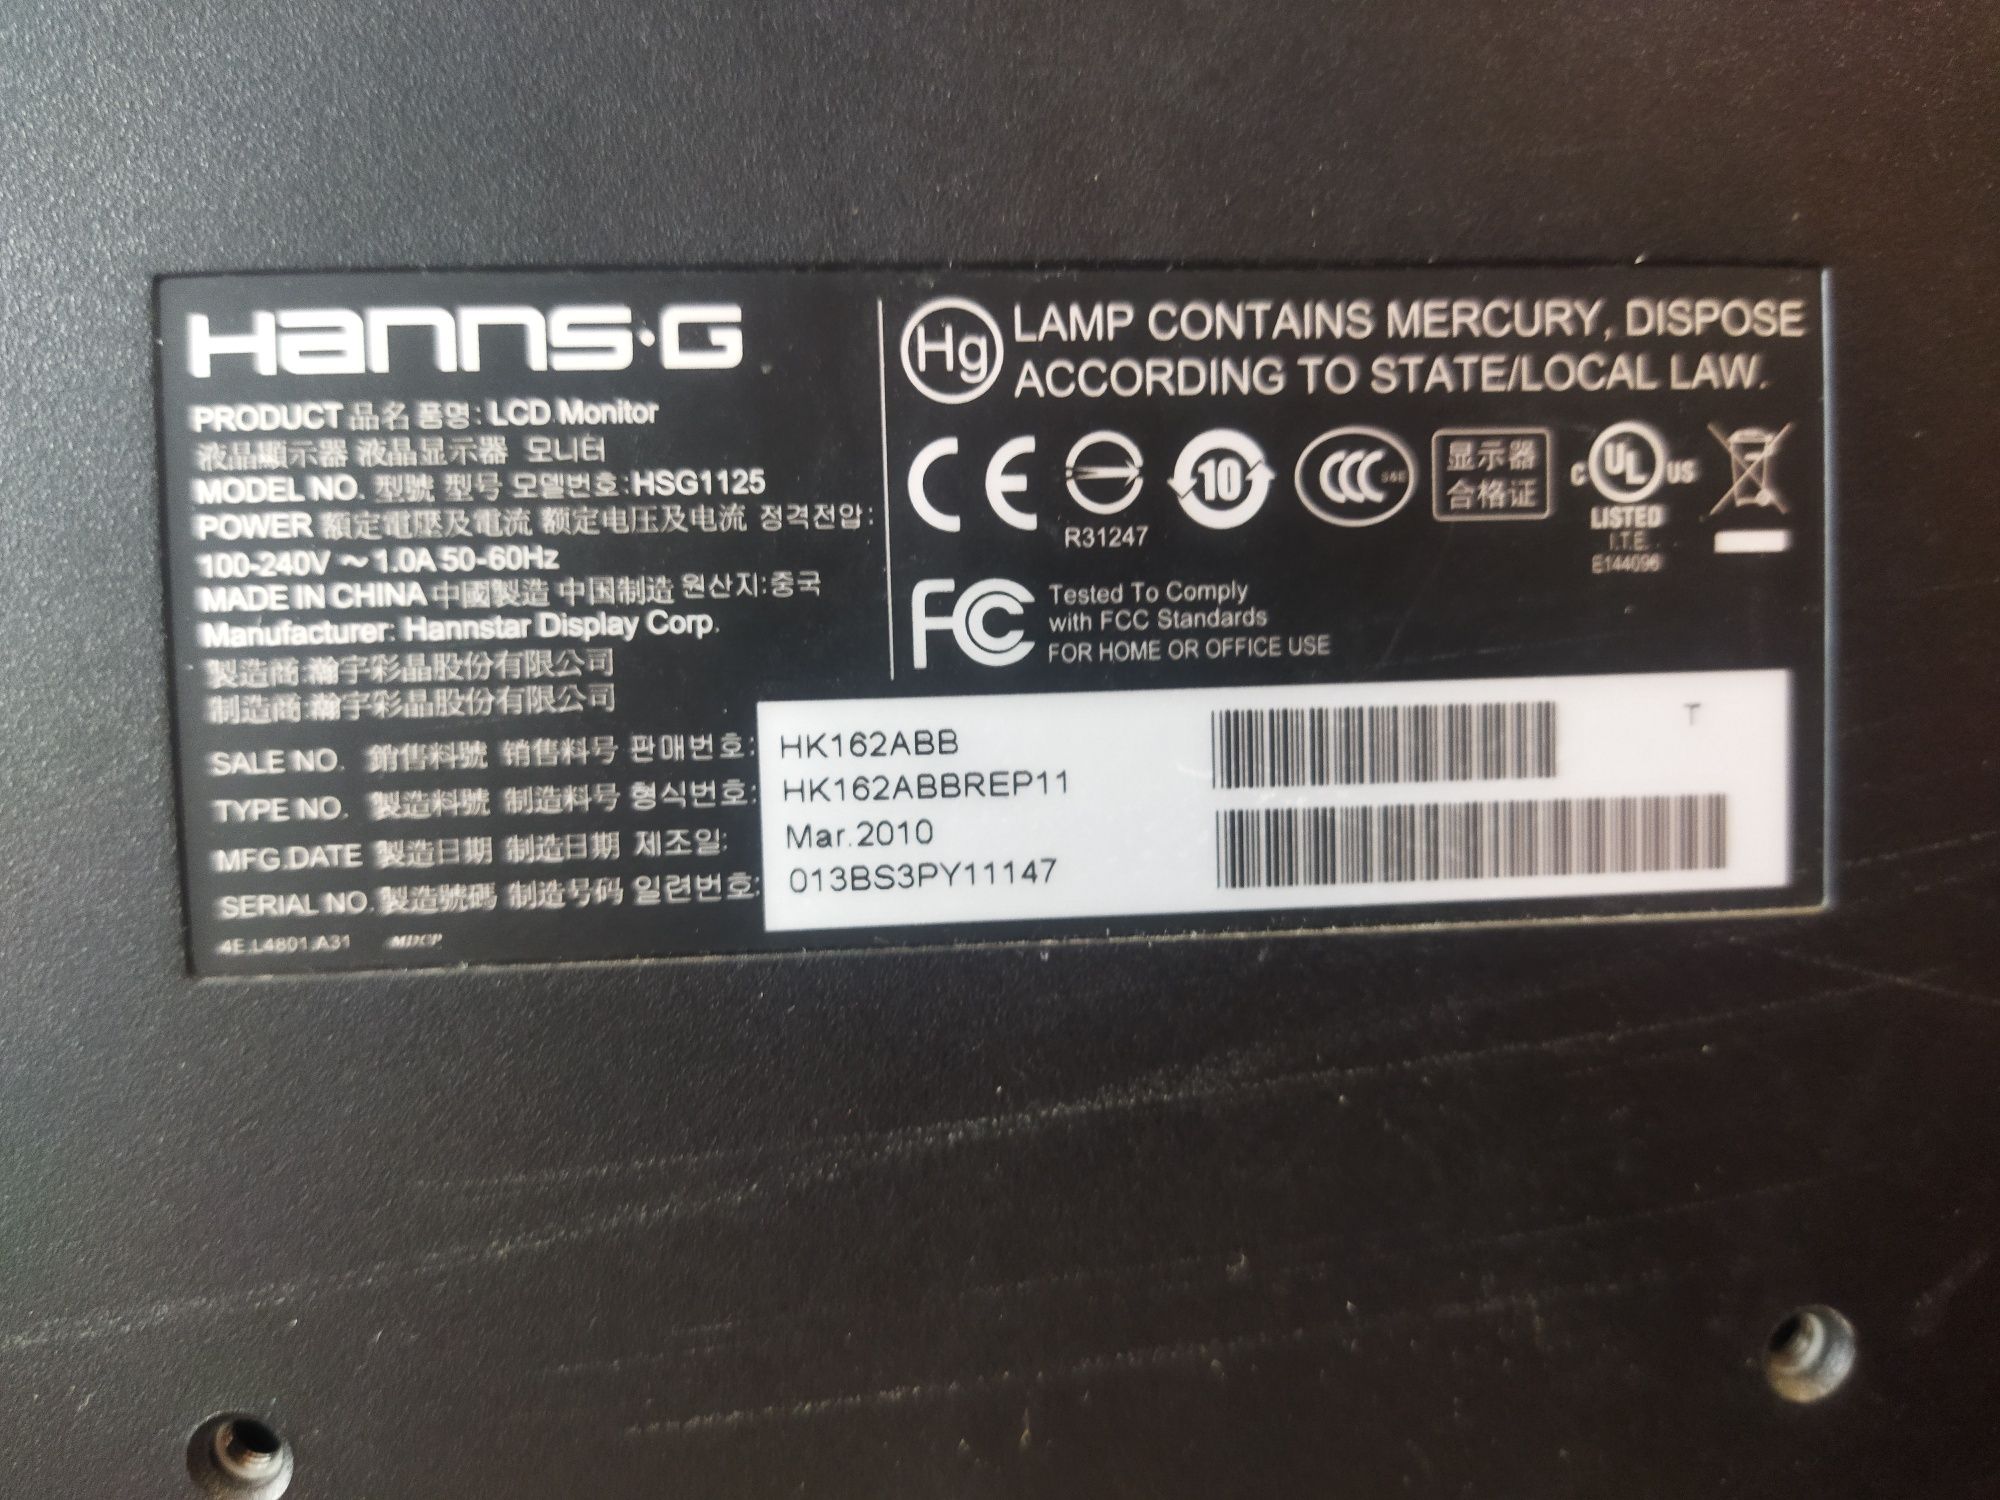 HANNS·G
PRODUCT 品名 품명: LCD Monitor
液晶顯示器 液晶显示器 모니터
MODEL NO. 型號 型号 모델번호:HSG1125
POWER 額定電壓及電流 额定电压及电流 정격전압:
100-240V ~ 1.0A 50-60Hz
MADE IN CHINA 中國製造 中国制造 원산지:중국
Manufacturer: Hannstar Display Corp.
製造商:瀚宇彩晶股份有限公司
制造商:瀚宇彩晶股份有限公司
SALE NO. 銷售料號 销售料号 판매번호: HK162ABB
TYPE NO. 製造料號 制造料号 형식번호: HK162ABBREP11
MFG.DATE 製造日期 制造日期 제조일: Mar.2010
SERIAL NO. 製造號碼 制造号码 일련번호: 013BS3PY11147
4E.L4801.A31 MDCP
Hg LAMP CONTAINS MERCURY, DISPOSE
ACCORDING TO STATE/LOCAL LAW.
CE
R31247
10
CCC S&E
显示器
合格证
C UL US
LISTED
I.T.E.
E144096
FC Tested To Comply
with FCC Standards
FOR HOME OR OFFICE USE
T